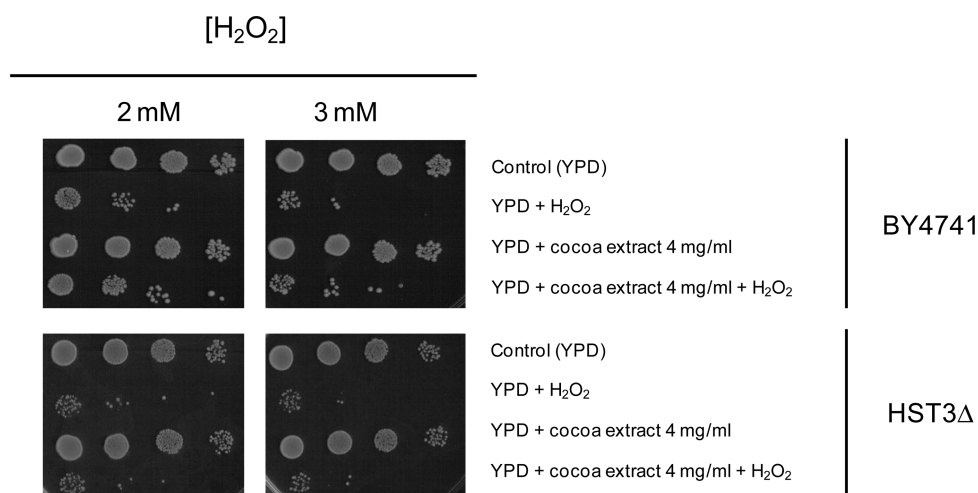 [H₂O₂]
2 mM
3 mM
Control (YPD)
YPD + H₂O₂
YPD + cocoa extract 4 mg/ml
YPD + cocoa extract 4 mg/ml + H₂O₂
BY4741
Control (YPD)
YPD + H₂O₂
YPD + cocoa extract 4 mg/ml
YPD + cocoa extract 4 mg/ml + H₂O₂
HST3Δ